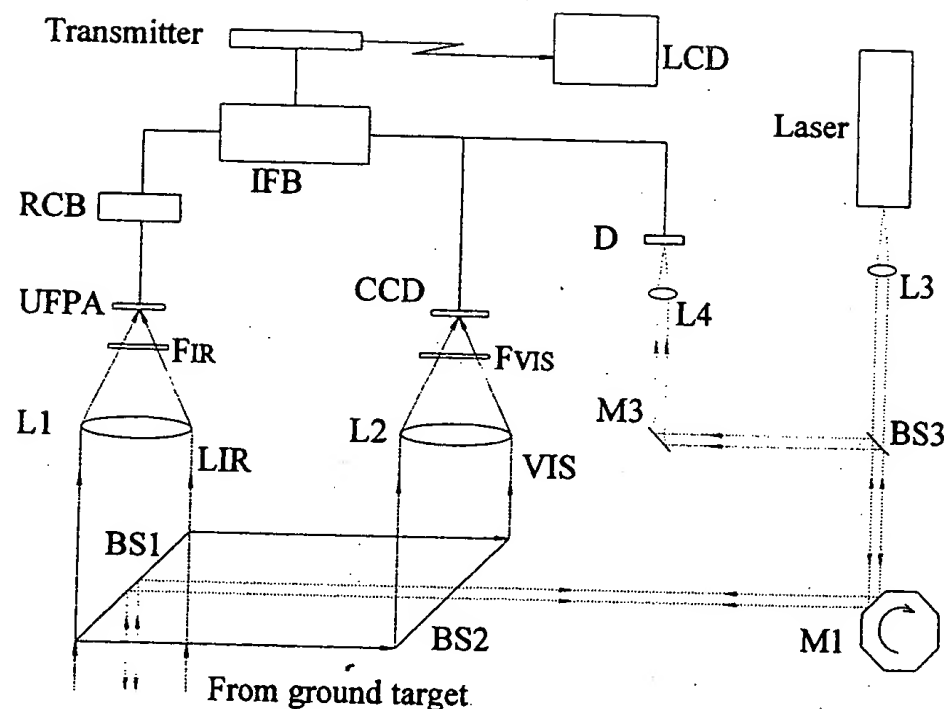 Transmitter
LCD
Laser
IFB
RCB
D
UFPA
CCD
L3
L4
FIR
FVIS
M3
L1
L2
BS3
LIR
VIS
BS1
BS2
M1
From ground target